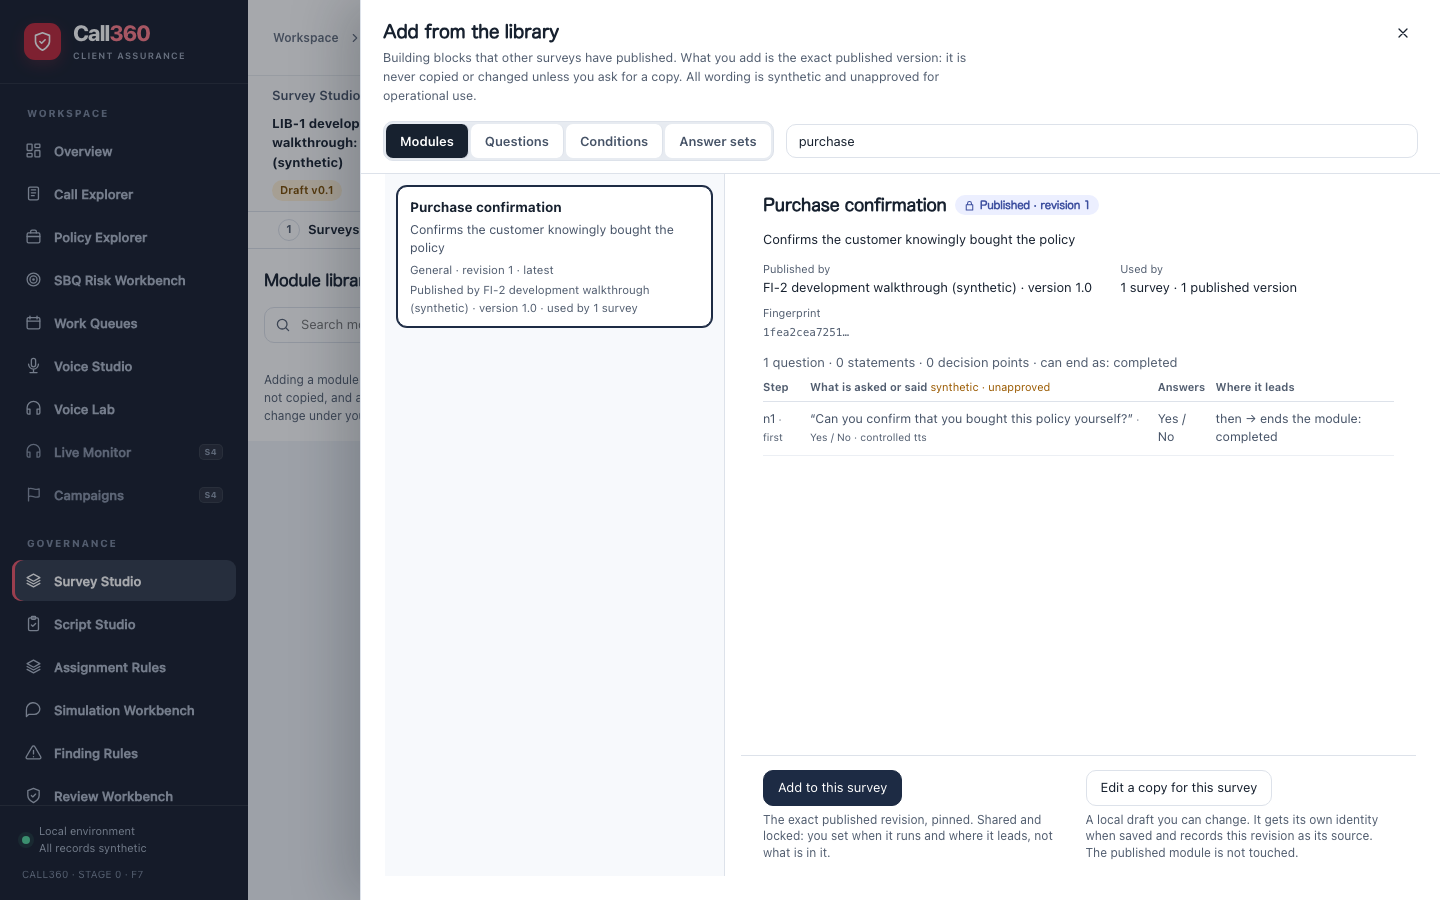 Call360
CLIENT ASSURANCE
WORKSPACE
Overview
Call Explorer
Policy Explorer
SBQ Risk Workbench
Work Queues
Voice Studio
Voice Lab
Live Monitor S4
Campaigns S4
GOVERNANCE
Survey Studio
Script Studio
Assignment Rules
Simulation Workbench
Finding Rules
Review Workbench
Local environment
All records synthetic
CALL360 · STAGE 0 · F7
Workspace
Survey Studio
LIB-1 develop
walkthrough:
(synthetic)
Draft v0.1
1 Surveys
Module librar
Search mo
Adding a module
not copied, and a
change under you
Add from the library
Building blocks that other surveys have published. What you add is the exact published version: it is
never copied or changed unless you ask for a copy. All wording is synthetic and unapproved for
operational use.
Modules Questions Conditions Answer sets
purchase
Purchase confirmation
Confirms the customer knowingly bought the
policy
General · revision 1 · latest
Published by FI-2 development walkthrough
(synthetic) · version 1.0 · used by 1 survey
Purchase confirmation Published · revision 1
Confirms the customer knowingly bought the policy
Published by Used by
FI-2 development walkthrough (synthetic) · version 1.0 1 survey · 1 published version
Fingerprint
1fea2cea7251…
1 question · 0 statements · 0 decision points · can end as: completed
Step What is asked or said synthetic · unapproved Answers Where it leads
n1 · “Can you confirm that you bought this policy yourself?” · Yes / then → ends the module:
first Yes / No · controlled tts No completed
Add to this survey
The exact published revision, pinned. Shared and
locked: you set when it runs and where it leads, not
what is in it.
Edit a copy for this survey
A local draft you can change. It gets its own identity
when saved and records this revision as its source.
The published module is not touched.